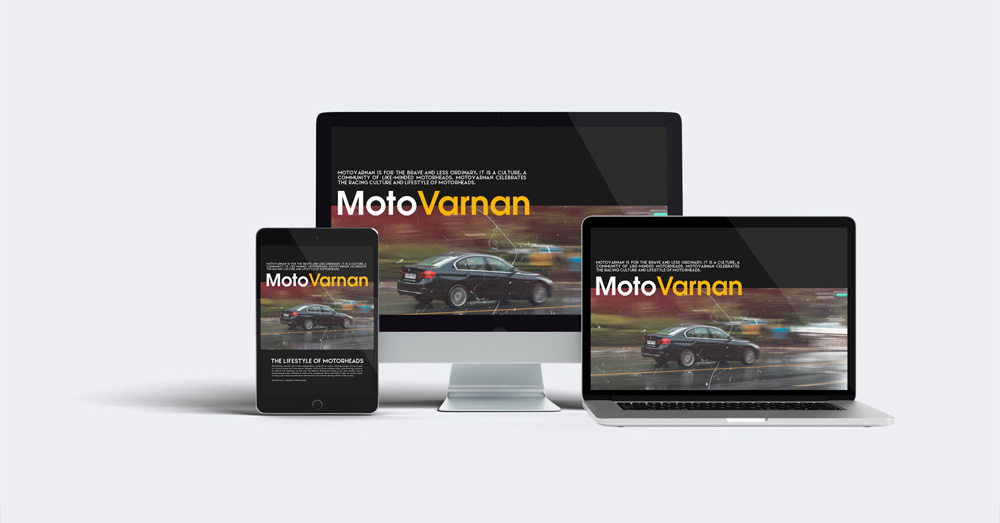 MOTOVARNAN IS FOR THE BRAVE AND LESS ORDINARY, IT IS A CULTURE, A
COMMUNITY OF LIKE-MINDED MOTORHEADS. MOTOVARNAN CELEBRATES
THE RACING CULTURE AND LIFESTYLE OF MOTORHEADS.
MotoVarnan
MOTOVARNAN IS FOR THE BRAVE AND LESS ORDINARY, IT IS A CULTURE, A
COMMUNITY OF LIKE-MINDED MOTORHEADS. MOTOVARNAN CELEBRATES
THE RACING CULTURE AND LIFESTYLE OF MOTORHEADS.
MotoVarnan
THE LIFESTYLE OF MOTORHEADS
MOTOVARNAN IS FOR THE BRAVE AND LESS ORDINARY, IT IS A CULTURE, A
COMMUNITY OF LIKE-MINDED MOTORHEADS. MOTOVARNAN CELEBRATES
THE RACING CULTURE AND LIFESTYLE OF MOTORHEADS.
MotoVarnan